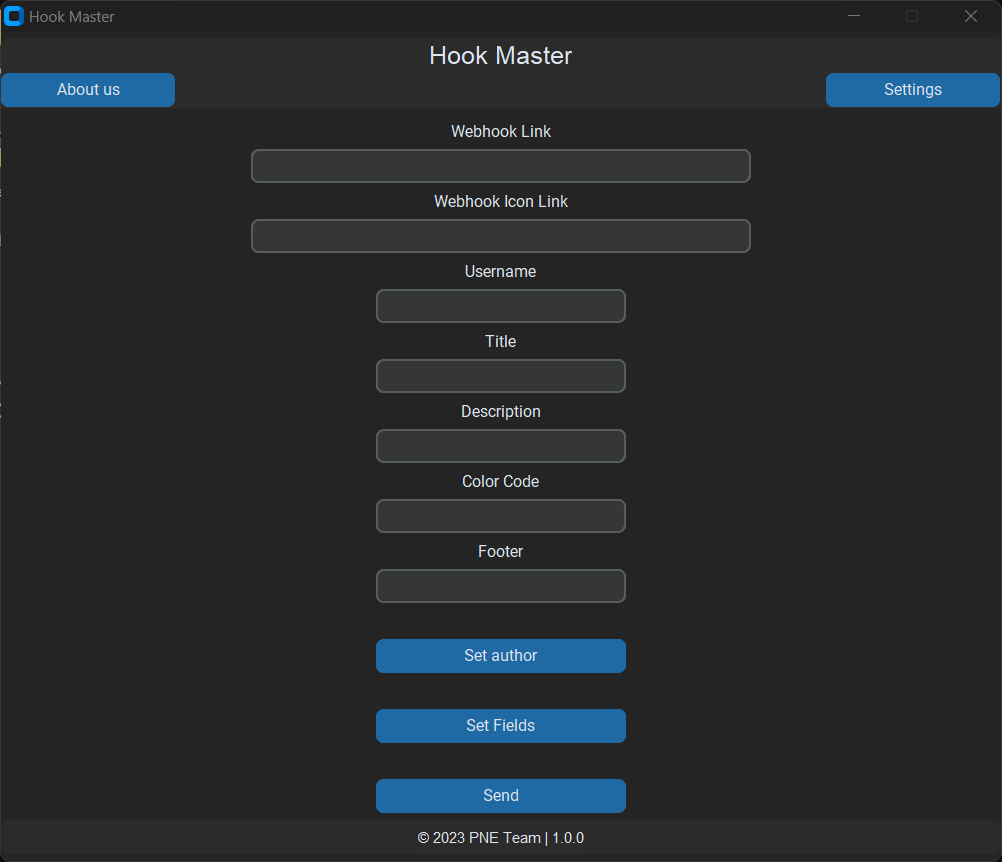 Hook Master
Hook Master
About us
Settings
Webhook Link
Webhook Icon Link
Username
Title
Description
Color Code
Footer
Set author
Set Fields
Send
© 2023 PNE Team | 1.0.0